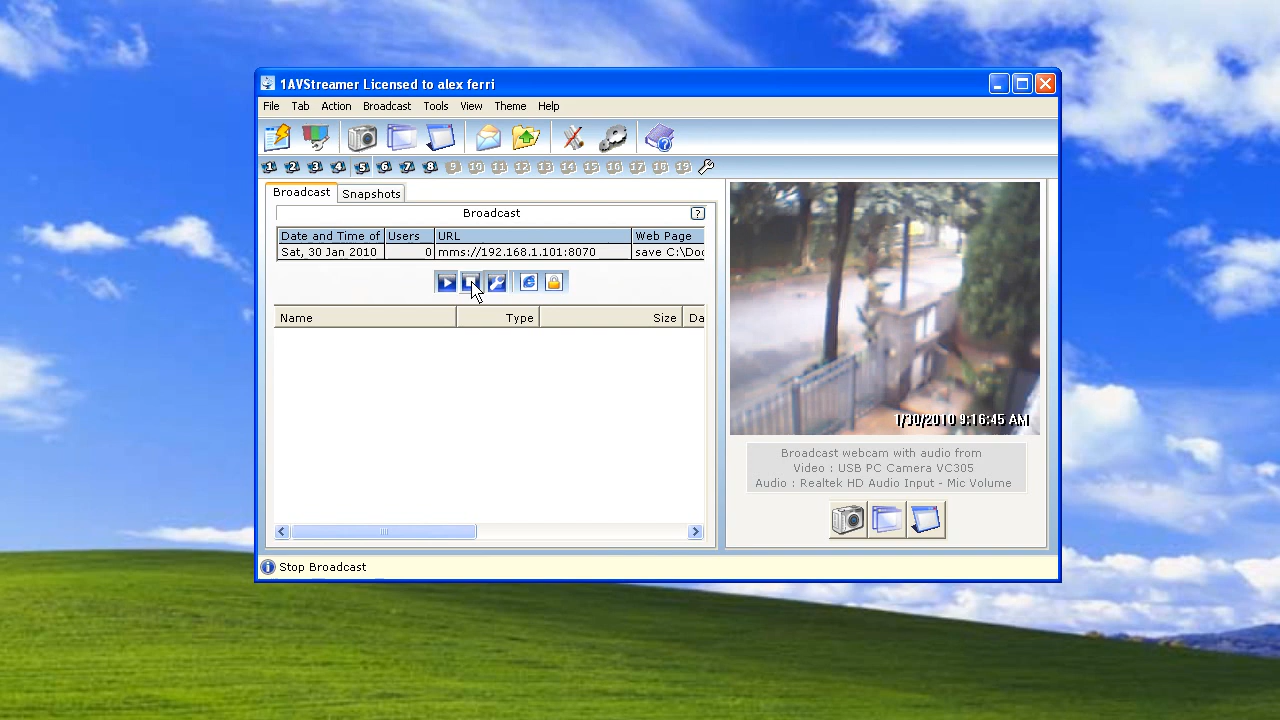 1AVStreamer Licensed to alex ferri
File Tab Action Broadcast Tools View Theme Help
1 2 3 4 5 6 7 8 9 10 11 12 13 14 15 16 17 18 19
Broadcast Snapshots
Broadcast ?
Date and Time of Users URL Web Page
Sat, 30 Jan 2010 0 mms://192.168.1.101:8070 save C:\Doc
Name Type Size Da
1/30/2010 9:16:45 AM
Broadcast webcam with audio from
Video : USB PC Camera VC305
Audio : Realtek HD Audio Input - Mic Volume
Stop Broadcast